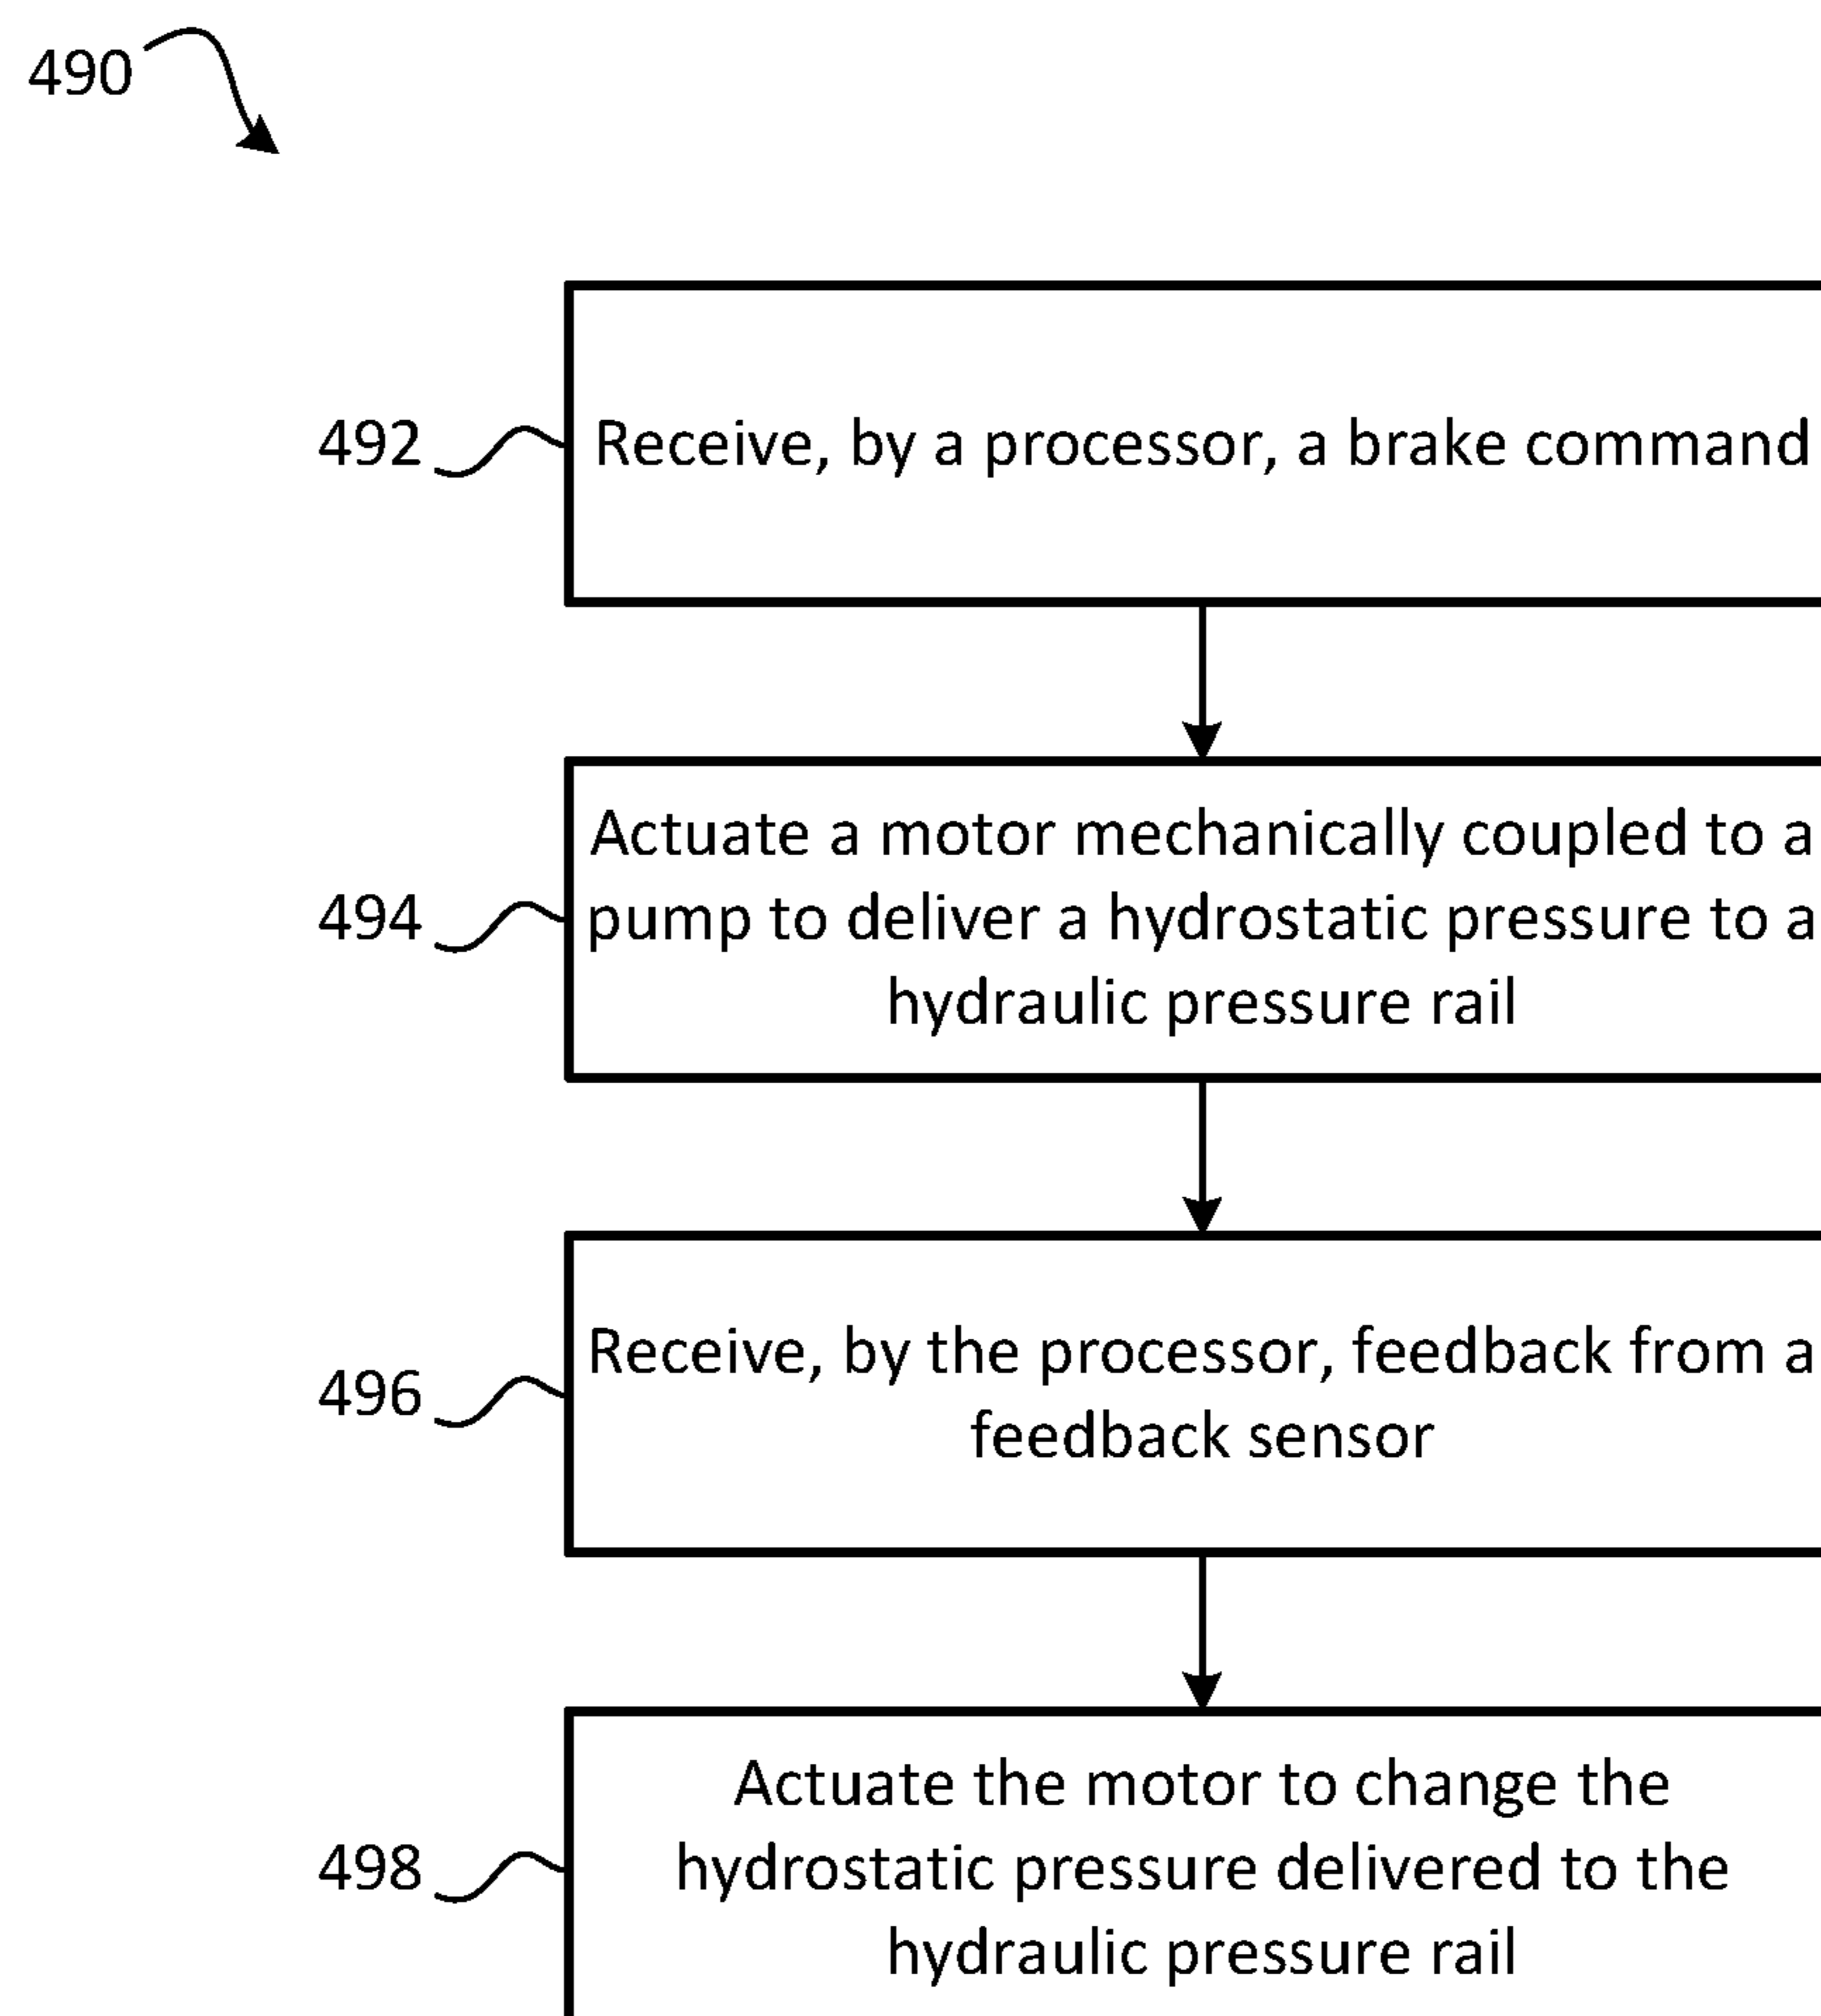 490
492
Receive, by a processor, a brake command
494
Actuate a motor mechanically coupled to a
pump to deliver a hydrostatic pressure to a
hydraulic pressure rail
496
Receive, by the processor, feedback from a
feedback sensor
498
Actuate the motor to change the
hydrostatic pressure delivered to the
hydraulic pressure rail